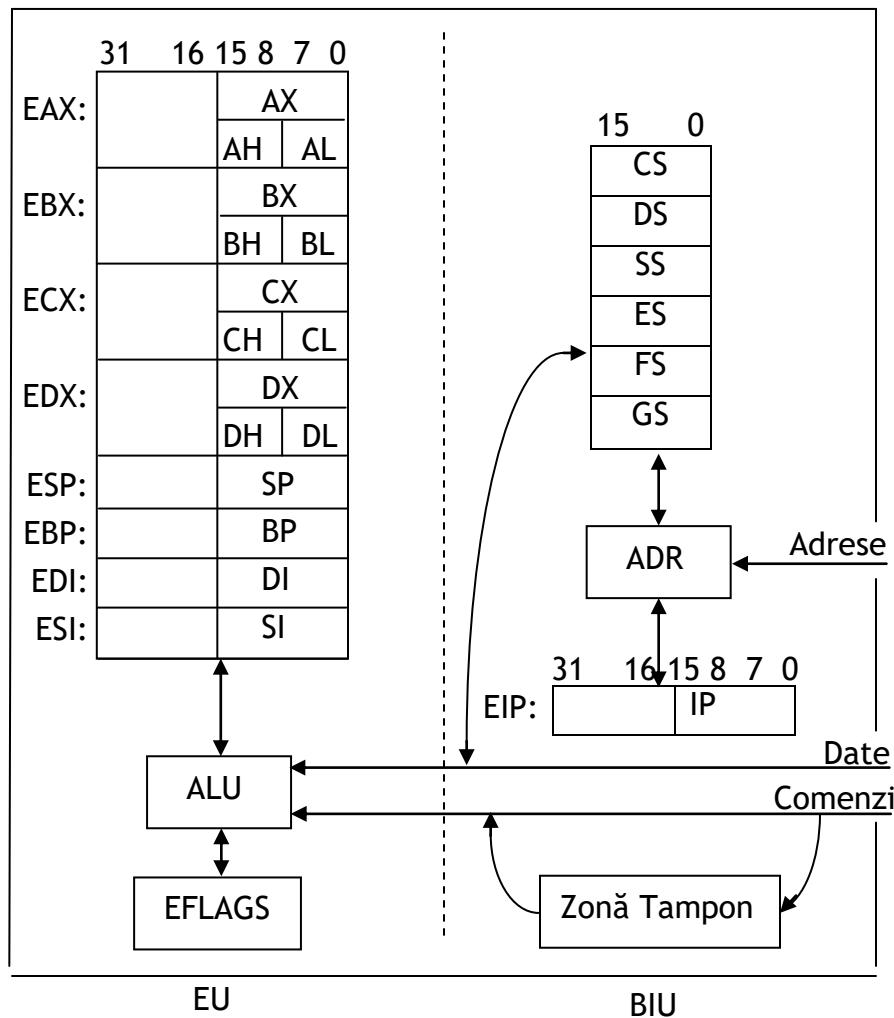 31 16 15 8 7 0
EAX: AX
AH AL
EBX: BX
BH BL
ECX: CX
CH CL
EDX: DX
DH DL
ESP: SP
EBP: BP
EDI: DI
ESI: SI
ALU
EFLAGS
EU
15 0
CS
DS
SS
ES
FS
GS
ADR
Adrese
31 16 15 8 7 0
EIP: IP
Date
Comenzi
Zonă Tampon
BIU